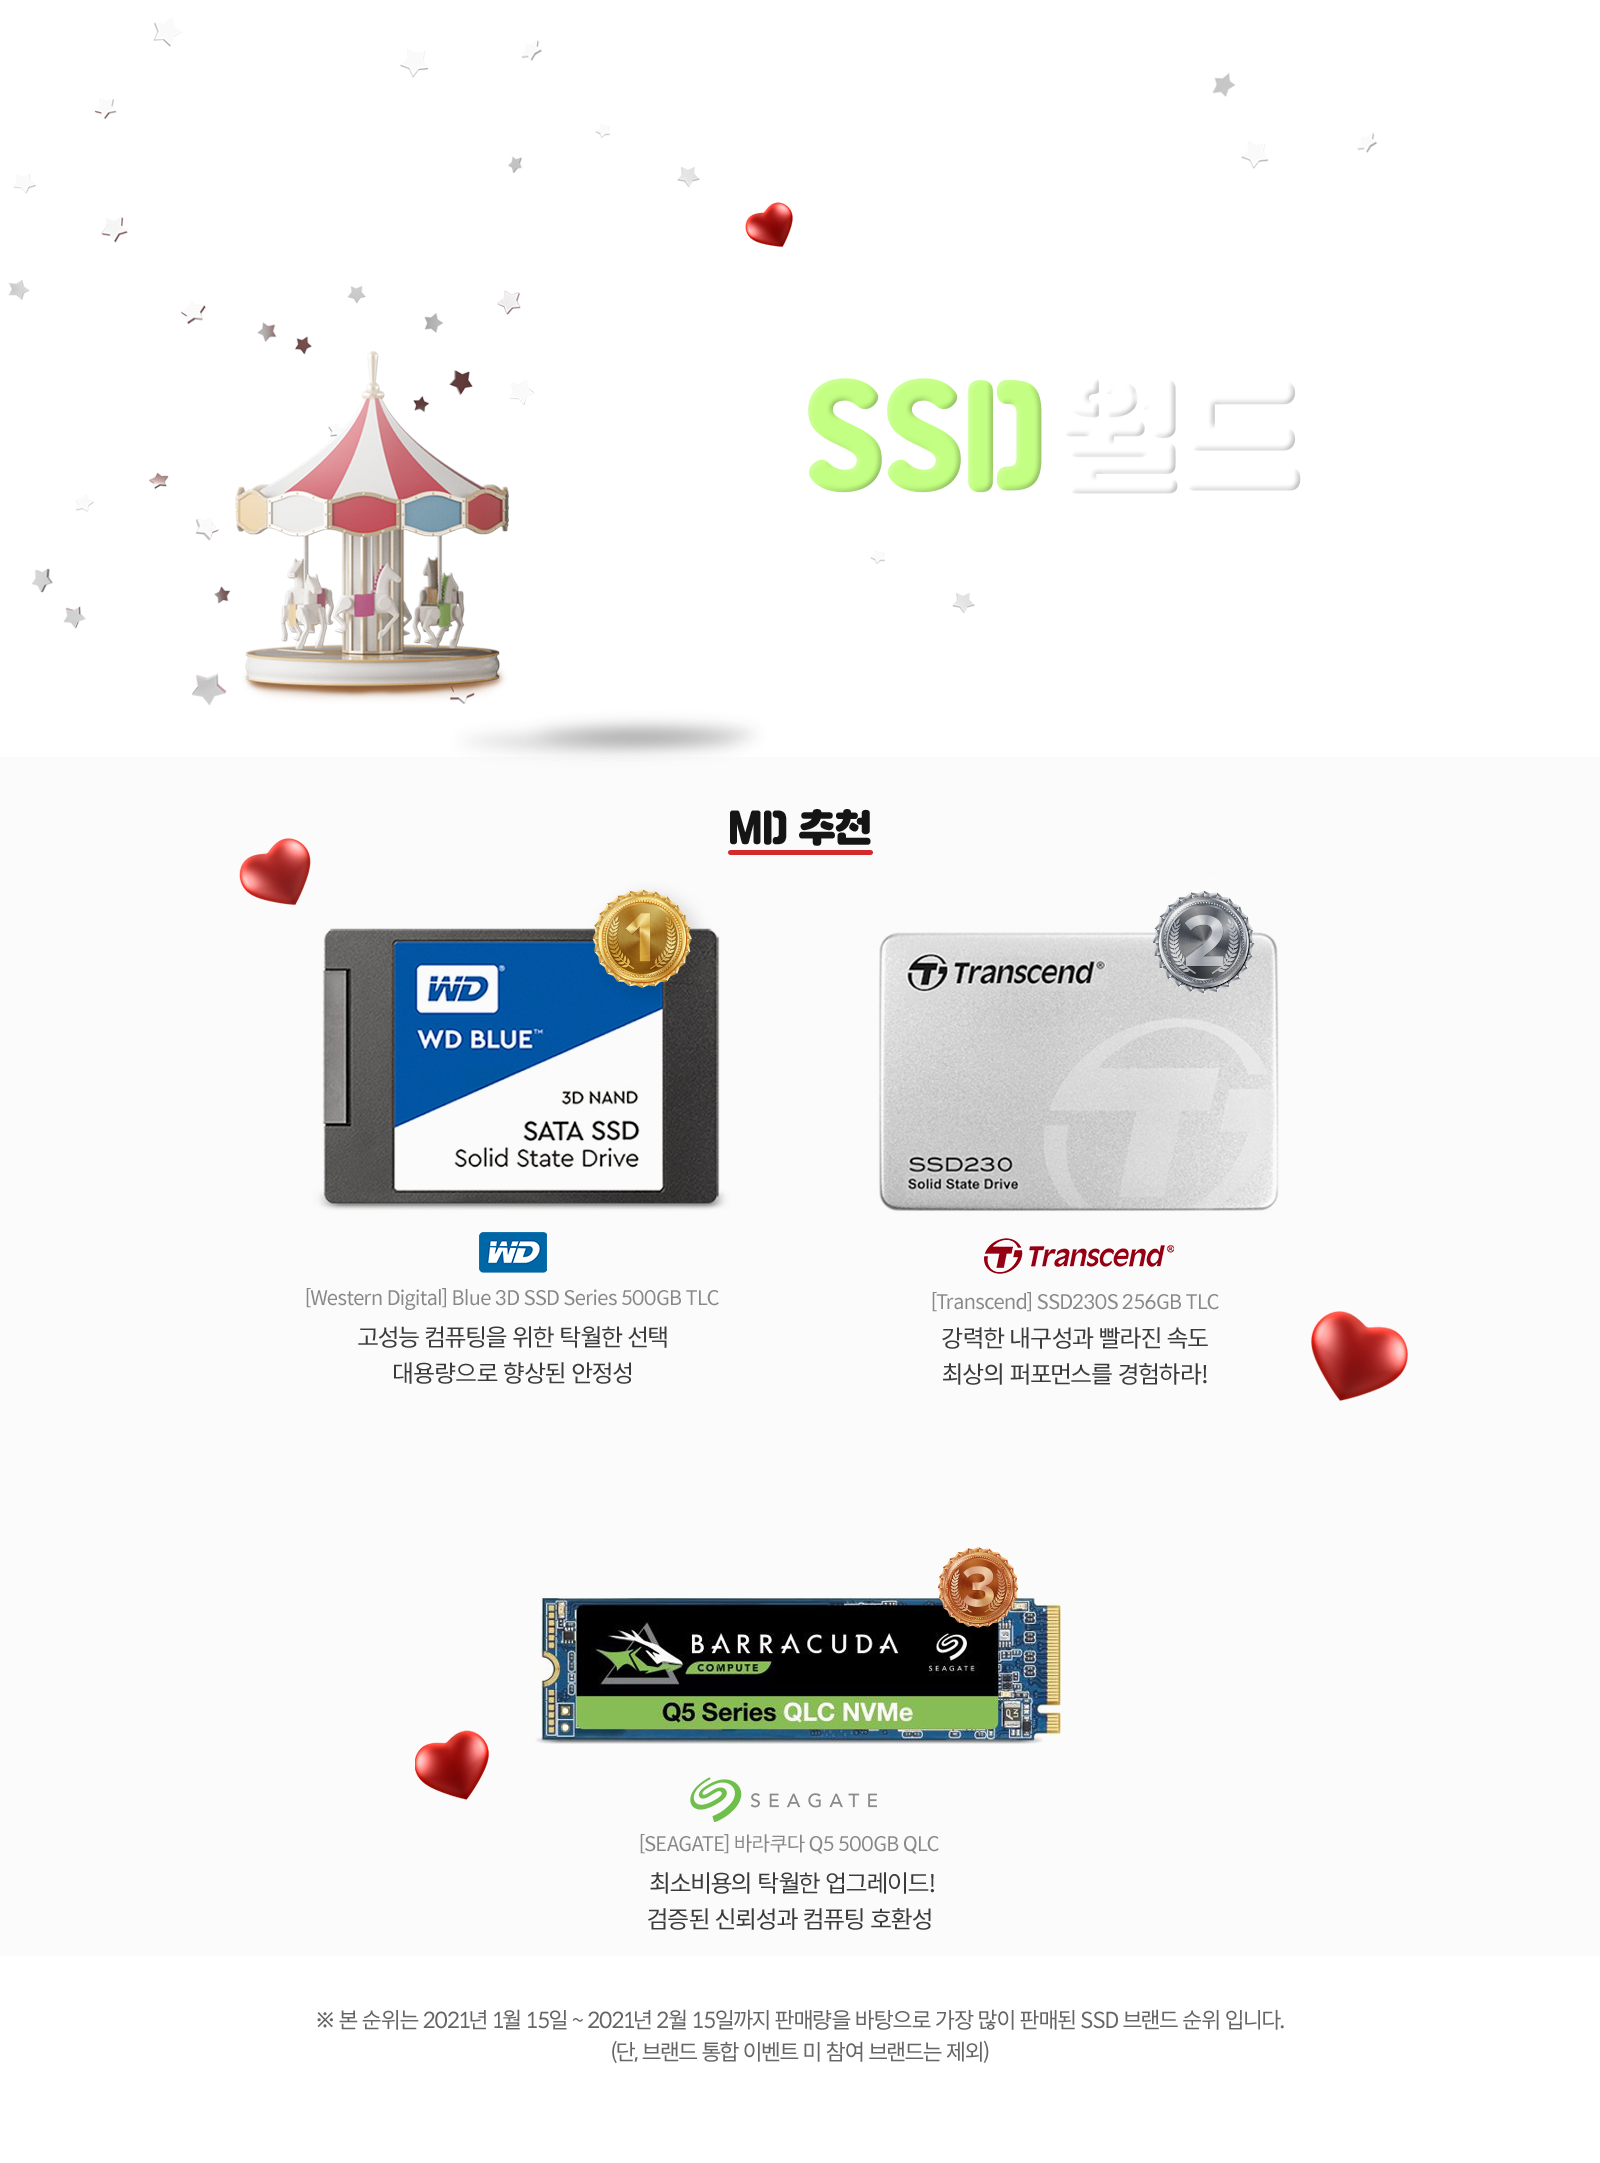 SSD 월드
MD 추천
1
WD®
WD BLUE™
3D NAND
SATA SSD
Solid State Drive
WD
[Western Digital] Blue 3D SSD Series 500GB TLC
고성능 컴퓨팅을 위한 탁월한 선택
대용량으로 향상된 안정성
2
Transcend®
SSD230
Solid State Drive
Transcend®
[Transcend] SSD230S 256GB TLC
강력한 내구성과 빨라진 속도
최상의 퍼포먼스를 경험하라!
3
BARRACUDA
COMPUTE
SEAGATE
Q5 Series QLC NVMe
SEAGATE
[SEAGATE] 바라쿠다 Q5 500GB QLC
최소비용의 탁월한 업그레이드!
검증된 신뢰성과 컴퓨팅 호환성
※ 본 순위는 2021년 1월 15일 ~ 2021년 2월 15일까지 판매량을 바탕으로 가장 많이 판매된 SSD 브랜드 순위 입니다.
(단, 브랜드 통합 이벤트 미 참여 브랜드는 제외)